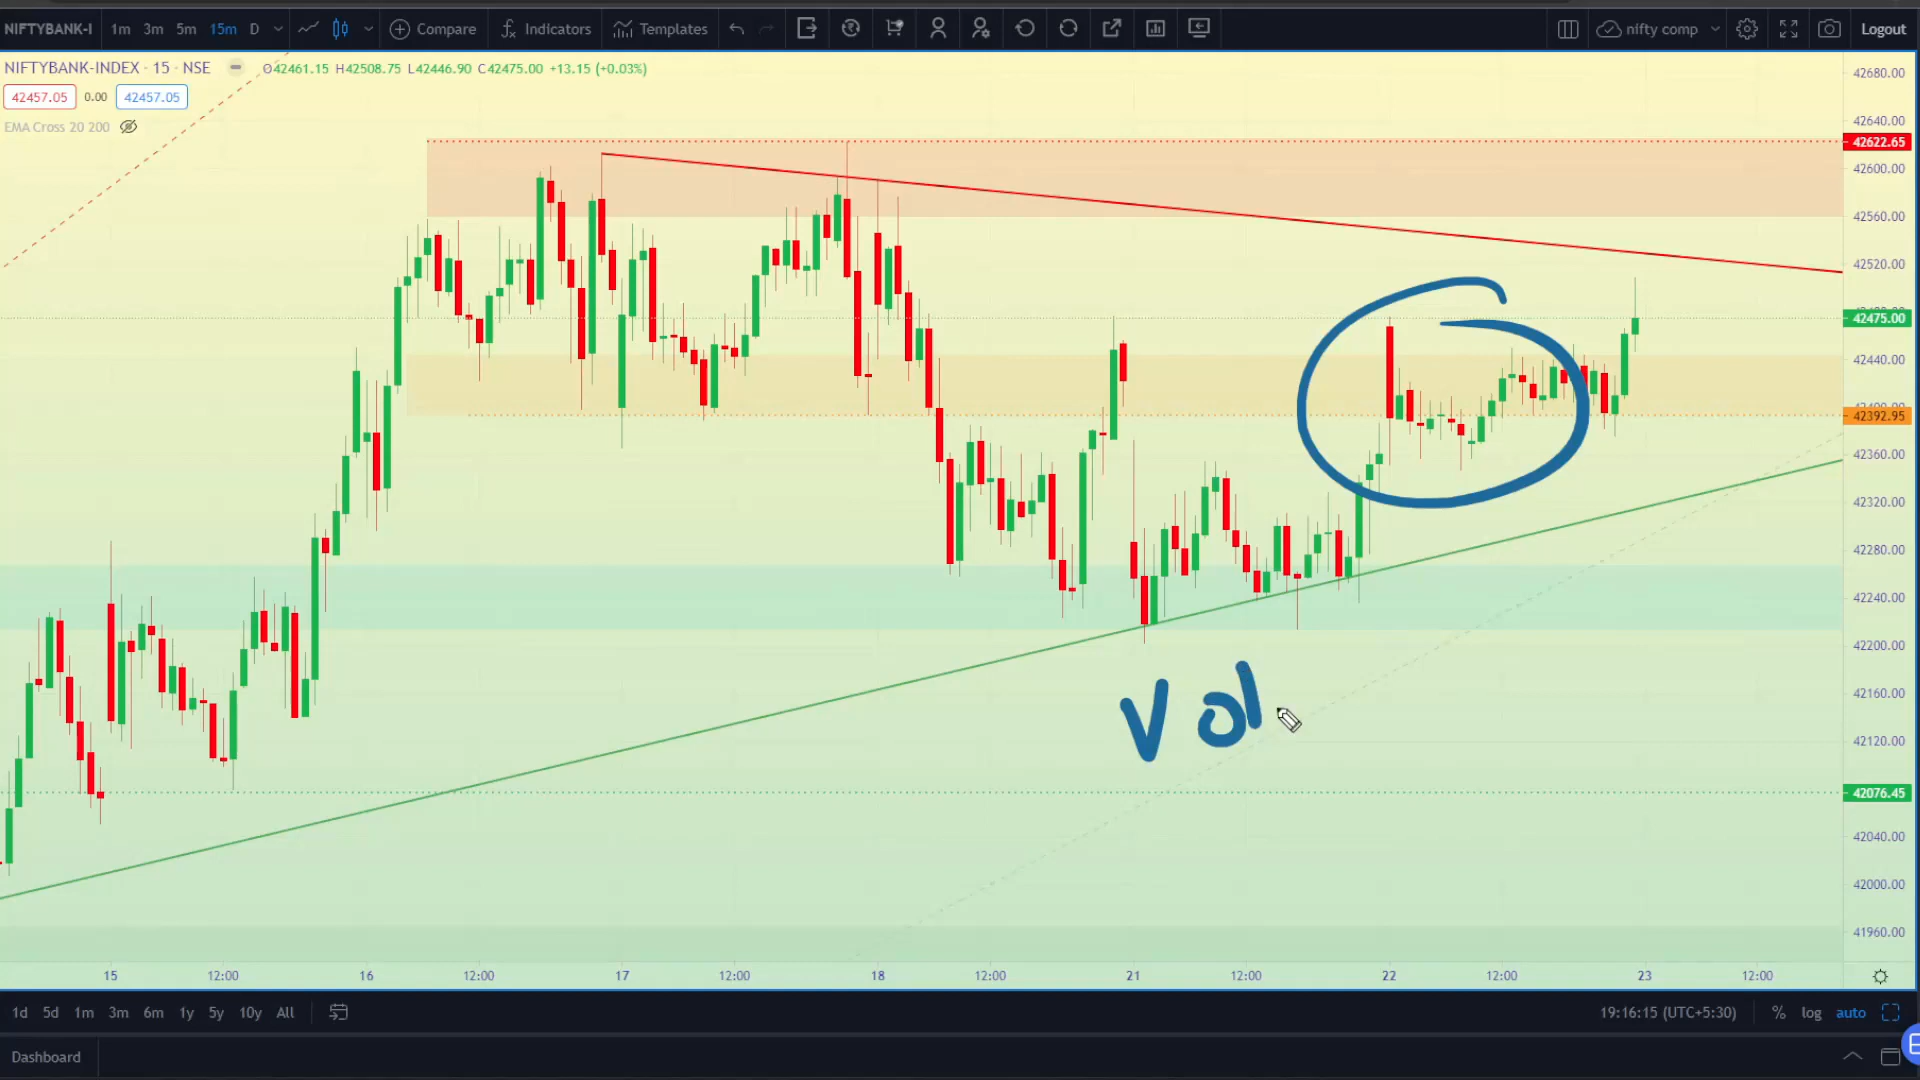 NIFTYBANK-I 1m 3m 5m 15m D Compare Indicators Templates nifty comp Logout
NIFTYBANK-INDEX · 15 · NSE O42461.15 H42508.75 L42446.90 C42475.00 +13.15 (+0.03%)
42457.05 0.00 42457.05
EMA Cross 20 200
42680.00
42640.00
42622.65
42600.00
42560.00
42520.00
42475.00
42440.00
42392.95
42360.00
42320.00
42280.00
42240.00
42200.00
42160.00
42120.00
42076.45
42040.00
42000.00
41960.00
Vol
15 12:00 16 12:00 17 12:00 18 12:00 21 12:00 22 12:00 23 12:00
1d 5d 1m 3m 6m 1y 5y 10y All 19:16:15 (UTC+5:30) % log auto
Dashboard